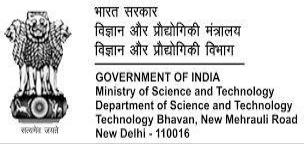 भारत सरकार
विज्ञान और प्रौद्योगिकी मंत्रालय
विज्ञान और प्रौद्योगिकी विभाग
GOVERNMENT OF INDIA
Ministry of Science and Technology
Department of Science and Technology
Technology Bhavan, New Mehrauli Road
New Delhi - 110016
सत्यमेव जयते